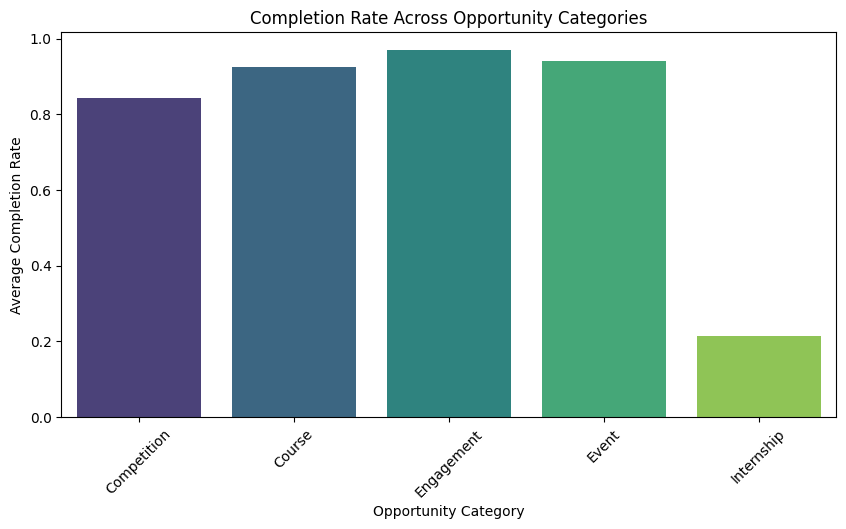 Completion Rate Across Opportunity Categories
1.0
0.8
0.6
0.4
0.2
0.0
Average Completion Rate
Competition
Course
Engagement
Event
Internship
Opportunity Category